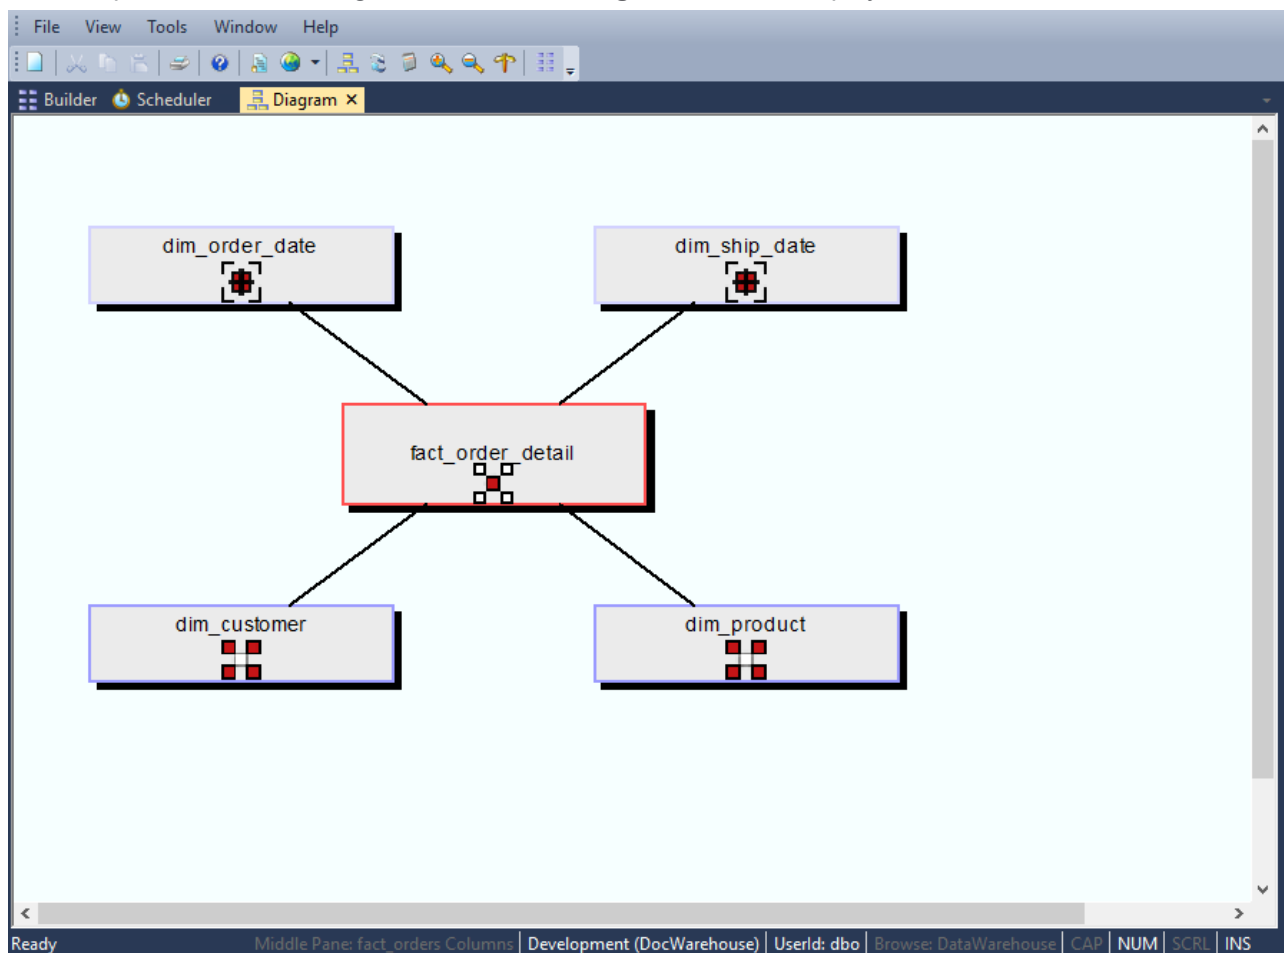 File View Tools Window Help
Builder Scheduler Diagram
dim_order_date dim_ship_date
fact_order_detail
dim_customer dim_product
Ready Middle Pane: fact_orders Columns Development (DocWarehouse) UserId: dbo Browse: DataWarehouse CAP NUM SCRL INS